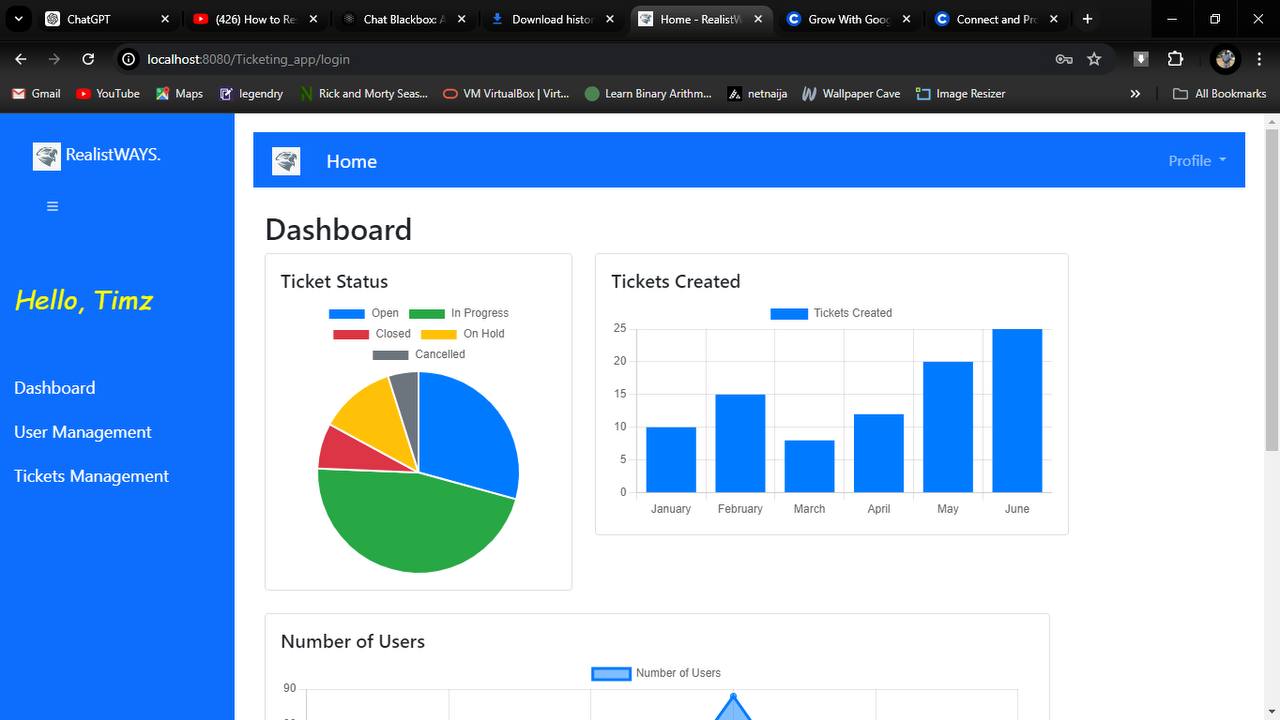 ChatGPT
(426) How to Re
Chat Blackbox: A
Download histor
Home - RealistW
Grow With Goog
Connect and Pro
localhost:8080/Ticketing_app/login
Gmail
YouTube
Maps
legendry
Rick and Morty Seas...
VM VirtualBox | Virt...
Learn Binary Arithm...
netnaija
Wallpaper Cave
Image Resizer
All Bookmarks
RealistWAYS.
Hello, Timz
Dashboard
User Management
Tickets Management
Home
Profile
Dashboard
Ticket Status
Open In Progress
Closed On Hold
Cancelled
Tickets Created
Tickets Created
25
20
15
10
5
0
January February March April May June
Number of Users
Number of Users
90